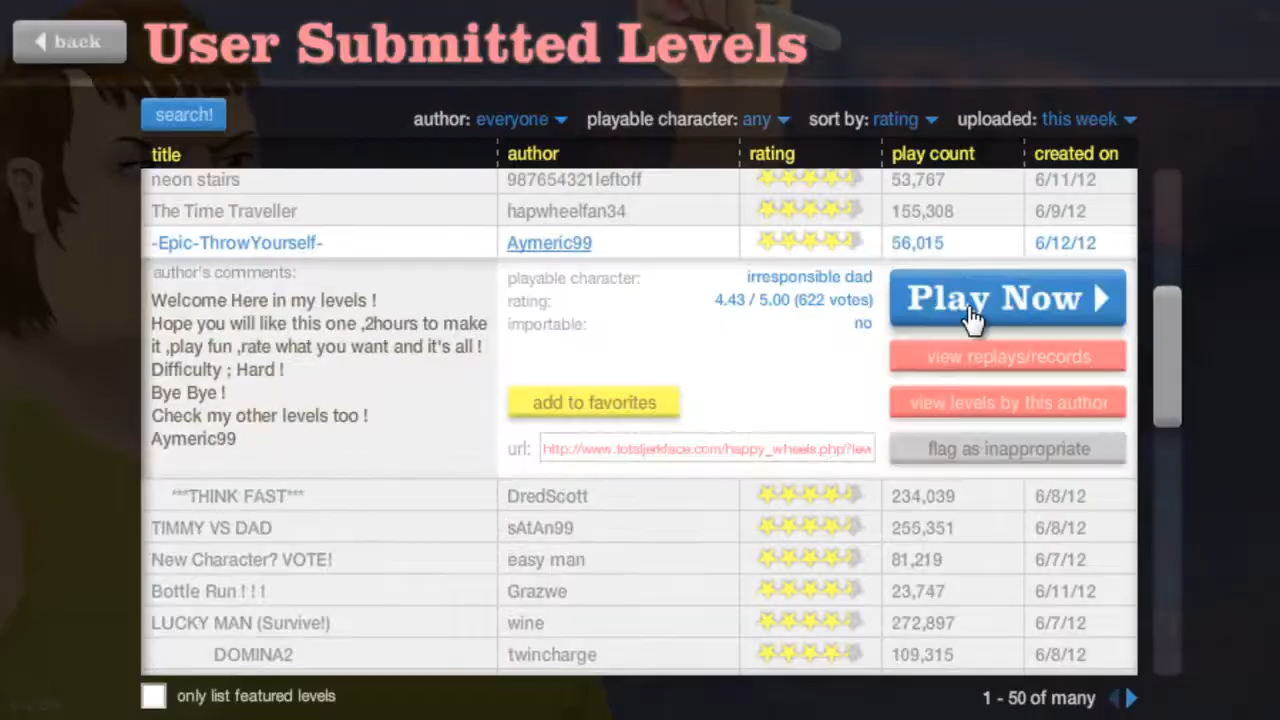 back
User Submitted Levels
search!
author: everyone playable character: any sort by: rating uploaded: this week
title author rating play count created on
neon stairs 987654321leftoff 53,767 6/11/12
The Time Traveller hapwheelfan34 155,308 6/9/12
-Epic-ThrowYourself- Aymeric99 56,015 6/12/12
author's comments:
Welcome Here in my levels !
Hope you will like this one ,2hours to make
it ,play fun ,rate what you want and it's all !
Difficulty ; Hard !
Bye Bye !
Check my other levels too !
Aymeric99
playable character: irresponsible dad
rating: 4.43 / 5.00 (622 votes)
importable: no
add to favorites
url: http://www.totaljerkface.com/happy_wheels.php?lev
Play Now
view replays/records
view levels by this author
flag as inappropriate
***THINK FAST*** DredScott 234,039 6/8/12
TIMMY VS DAD sAtAn99 255,351 6/8/12
New Character? VOTE! easy man 81,219 6/7/12
Bottle Run ! ! ! Grazwe 23,747 6/11/12
LUCKY MAN (Survive!) wine 272,897 6/7/12
DOMINA2 twincharge 109,315 6/8/12
only list featured levels
1 - 50 of many